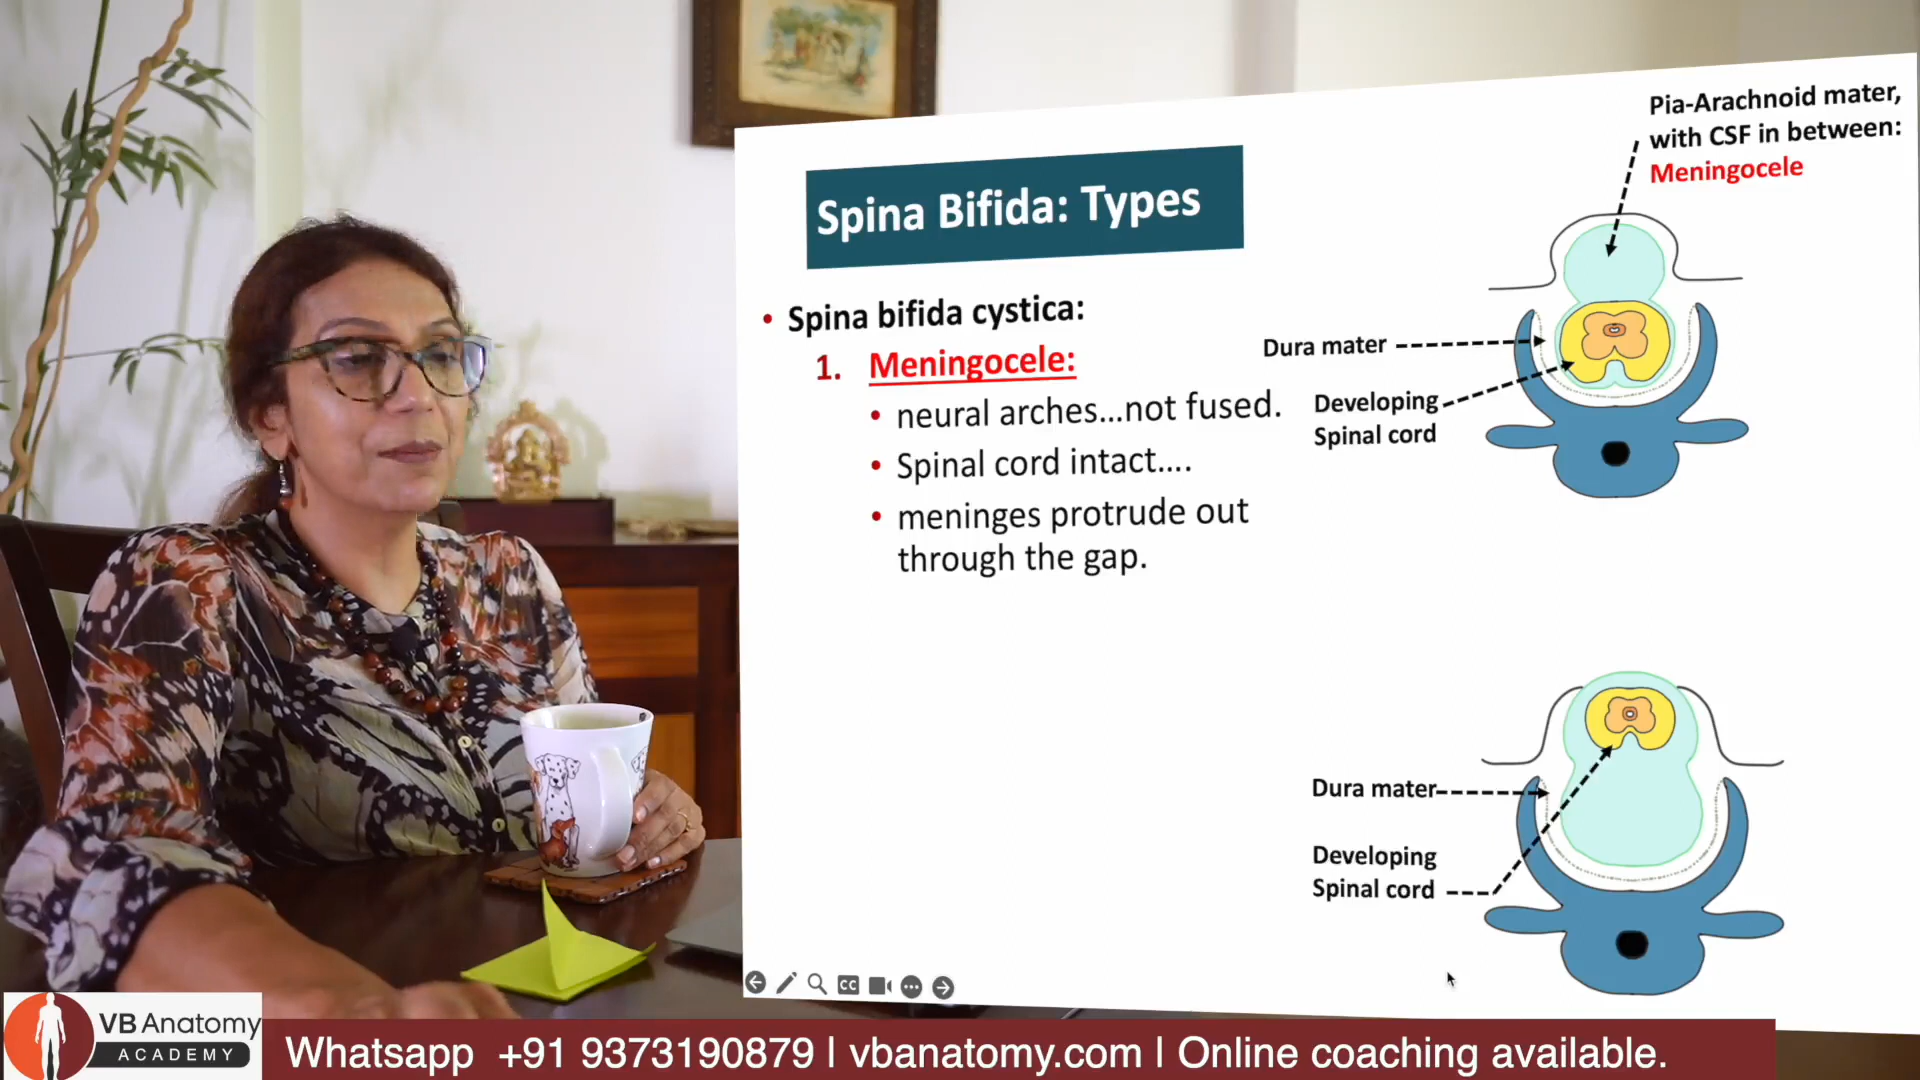 Spina Bifida: Types
• Spina bifida cystica:
1. Meningocele:
• neural arches...not fused.
• Spinal cord intact....
• meninges protrude out
through the gap.
Pia-Arachnoid mater,
with CSF in between:
Meningocele
Dura mater
Developing
Spinal cord
Dura mater
Developing
Spinal cord
CC
VB Anatomy
ACADEMY
Whatsapp +91 9373190879 | vbanatomy.com | Online coaching available.